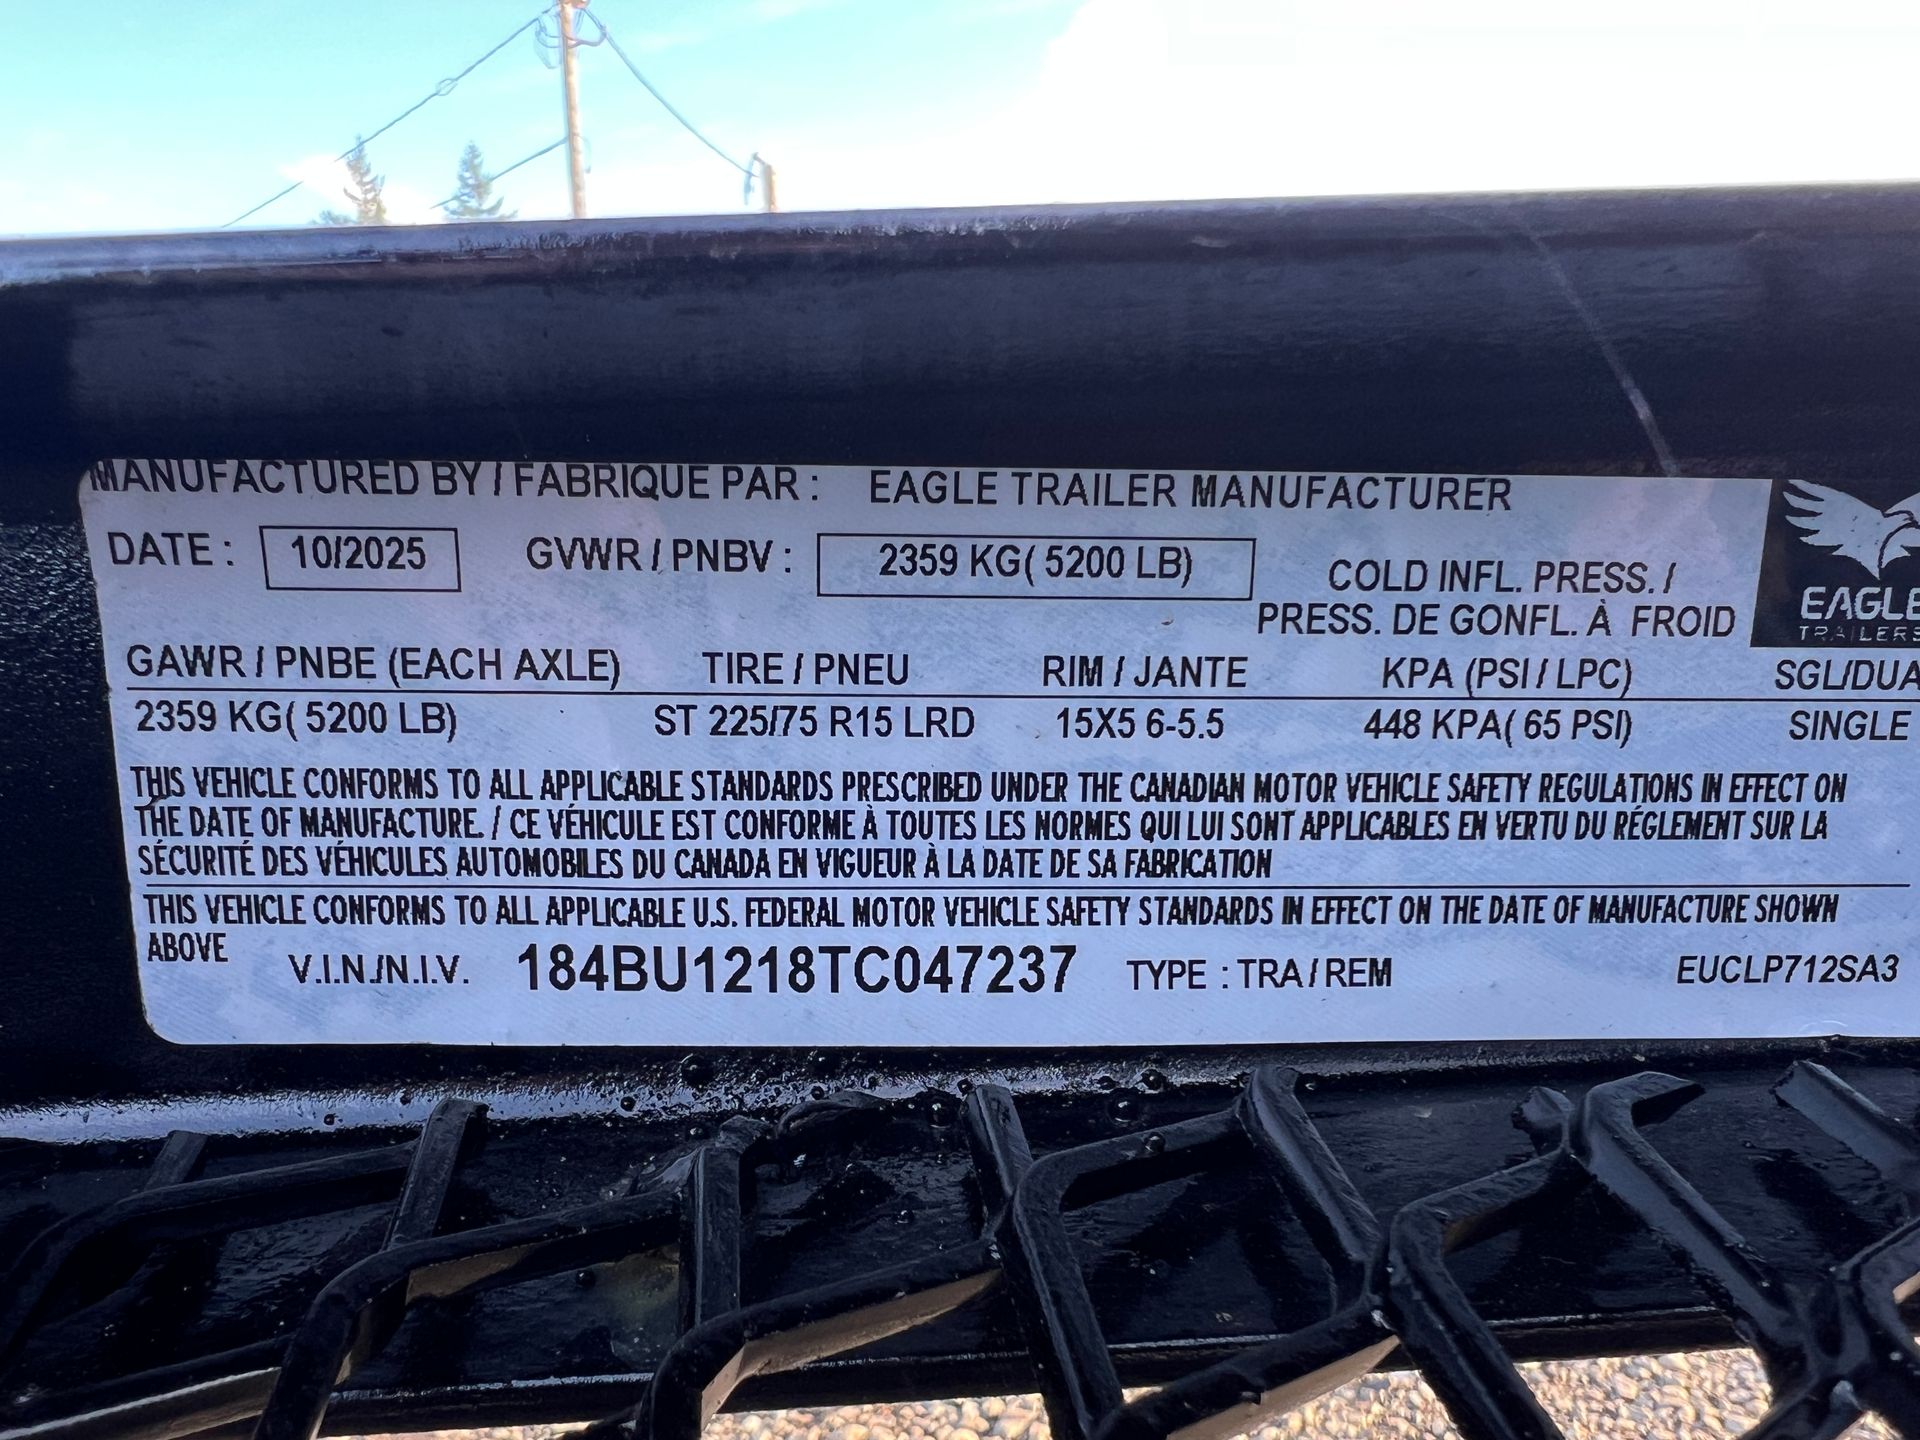 MANUFACTURED BY / FABRIQUE PAR : EAGLE TRAILER MANUFACTURER
DATE : 10/2025 GVWR / PNBV : 2359 KG( 5200 LB)
COLD INFL. PRESS. /
PRESS. DE GONFL. À FROID
EAGLE
TRAILERS
GAWR / PNBE (EACH AXLE) TIRE / PNEU RIM / JANTE KPA (PSI / LPC) SGL/DUA
2359 KG( 5200 LB) ST 225/75 R15 LRD 15X5 6-5.5 448 KPA( 65 PSI) SINGLE
THIS VEHICLE CONFORMS TO ALL APPLICABLE STANDARDS PRESCRIBED UNDER THE CANADIAN MOTOR VEHICLE SAFETY REGULATIONS IN EFFECT ON
THE DATE OF MANUFACTURE. / CE VÉHICULE EST CONFORME À TOUTES LES NORMES QUI LUI SONT APPLICABLES EN VERTU DU RÉGLEMENT SUR LA
SÉCURITÉ DES VÉHICULES AUTOMOBILES DU CANADA EN VIGUEUR À LA DATE DE SA FABRICATION
THIS VEHICLE CONFORMS TO ALL APPLICABLE U.S. FEDERAL MOTOR VEHICLE SAFETY STANDARDS IN EFFECT ON THE DATE OF MANUFACTURE SHOWN
ABOVE
V.I.N./N.I.V. 184BU1218TC047237 TYPE : TRA / REM EUCLP712SA3